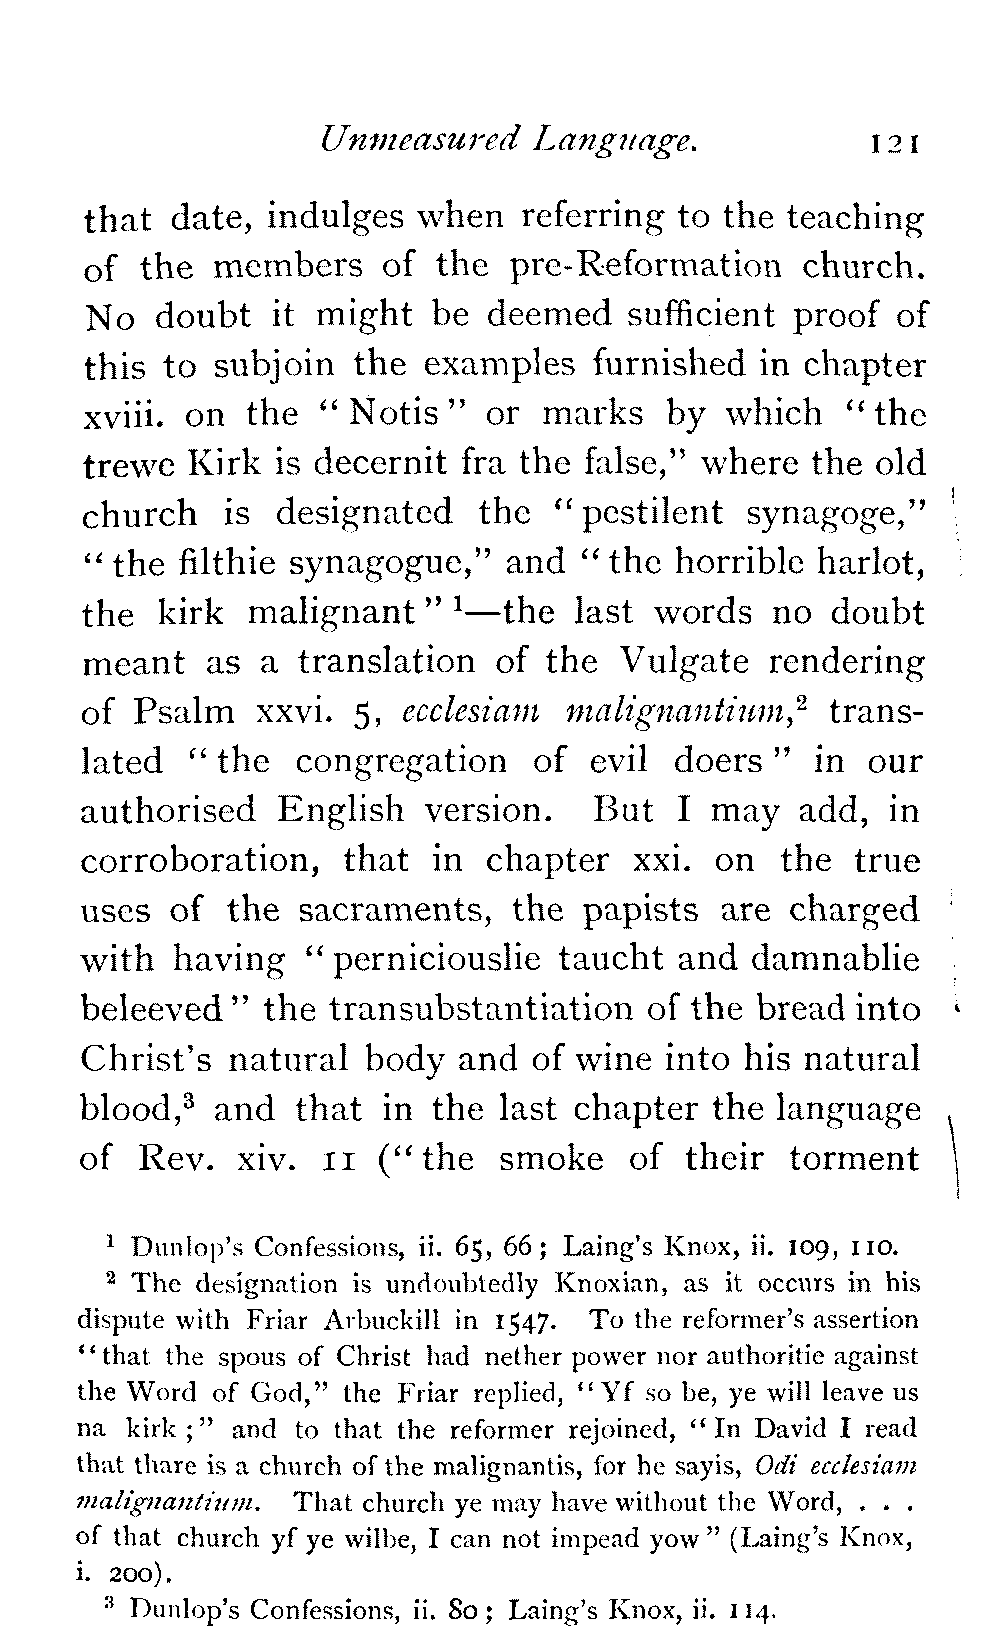 Unmeasured Language. 121
that date, indulges when referring to the teaching
of the members of the pre-Reformation church.
No doubt it might be deemed sufficient proof of
this to subjoin the examples furnished in chapter
xviii. on the “ Notis ” or marks by which “ the
trewe Kirk is decernit fra the false,” where the old
church is designated the “ pestilent synagoge,”
“ the filthie synagogue,” and “ the horrible harlot,
the kirk malignant ” ¹—the last words no doubt
meant as a translation of the Vulgate rendering
of Psalm xxvi. 5, ecclesiam malignantium,² trans-
lated “ the congregation of evil doers ” in our
authorised English version. But I may add, in
corroboration, that in chapter xxi. on the true
uses of the sacraments, the papists are charged
with having “ perniciouslie taucht and damnablie
beleeved ” the transubstantiation of the bread into
Christ’s natural body and of wine into his natural
blood,³ and that in the last chapter the language
of Rev. xiv. 11 (“ the smoke of their torment
¹ Dunlop’s Confessions, ii. 65, 66 ; Laing’s Knox, ii. 109, 110.
² The designation is undoubtedly Knoxian, as it occurs in his
dispute with Friar Arbuckill in 1547. To the reformer’s assertion
“ that the spous of Christ had nether power nor authoritie against
the Word of God,” the Friar replied, “ Yf so be, ye will leave us
na kirk ; ” and to that the reformer rejoined, “ In David I read
that thare is a church of the malignantis, for he sayis, Odi ecclesiam
malignantium. That church ye may have without the Word, . . .
of that church yf ye wilbe, I can not impead yow ” (Laing’s Knox,
i. 200).
³ Dunlop’s Confessions, ii. 80 ; Laing’s Knox, ii. 114.